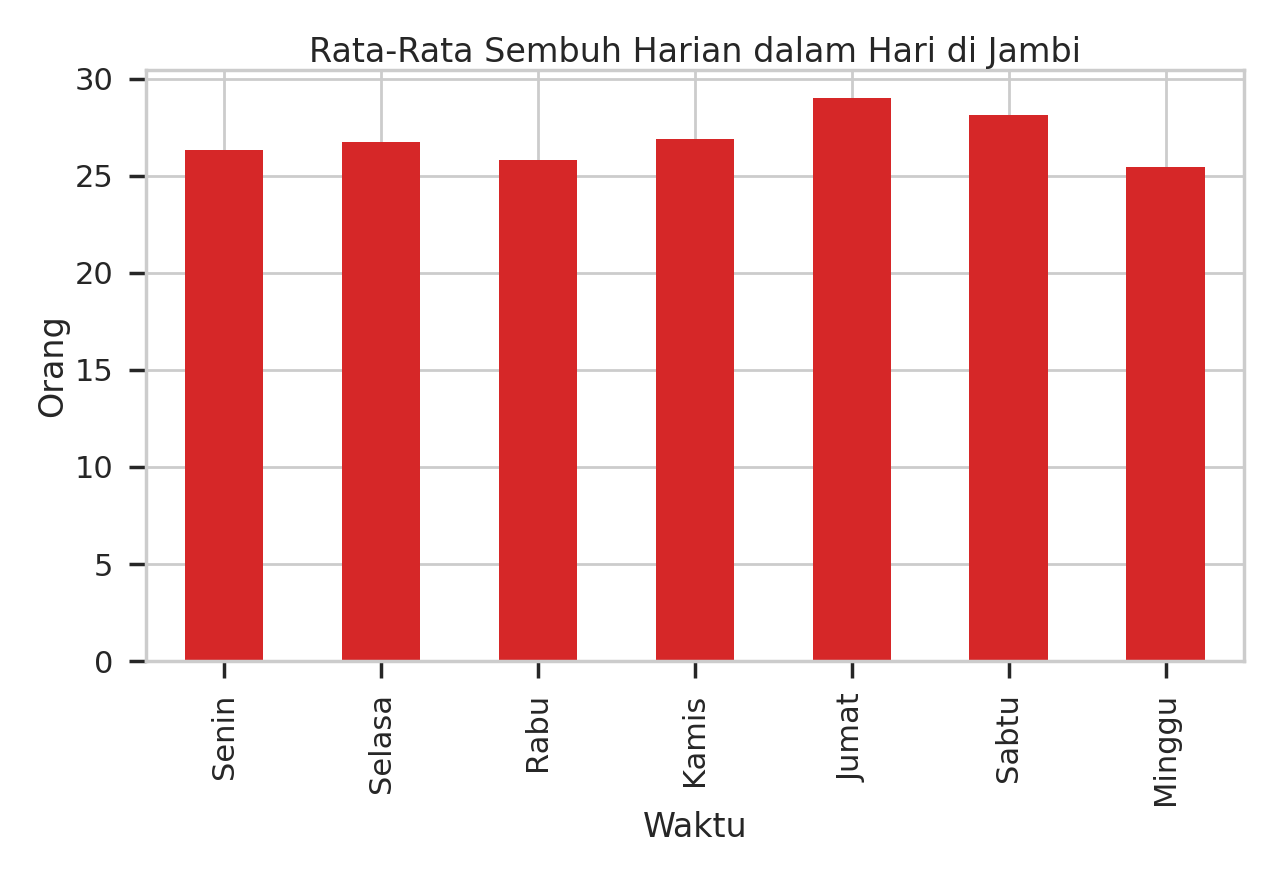 Rata-Rata Sembuh Harian dalam Hari di Jambi
30
25
20
15
10
5
0
Orang
Senin
Selasa
Rabu
Kamis
Jumat
Sabtu
Minggu
Waktu